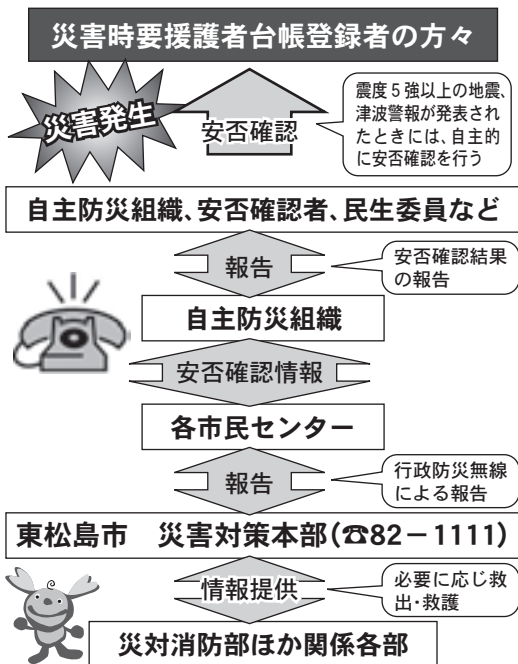 災害時要援護者台帳登録者の方々
災害発生
安否確認
震度5強以上の地震、
津波警報が発表され
たときには、自主的
に安否確認を行う
自主防災組織、安否確認者、民生委員など
報告
安否確認結果
の報告
自主防災組織
安否確認情報
各市民センター
報告
行政防災無線
による報告
東松島市 災害対策本部(☎82-1111)
情報提供
必要に応じ救
出・救護
災対消防部ほか関係各部